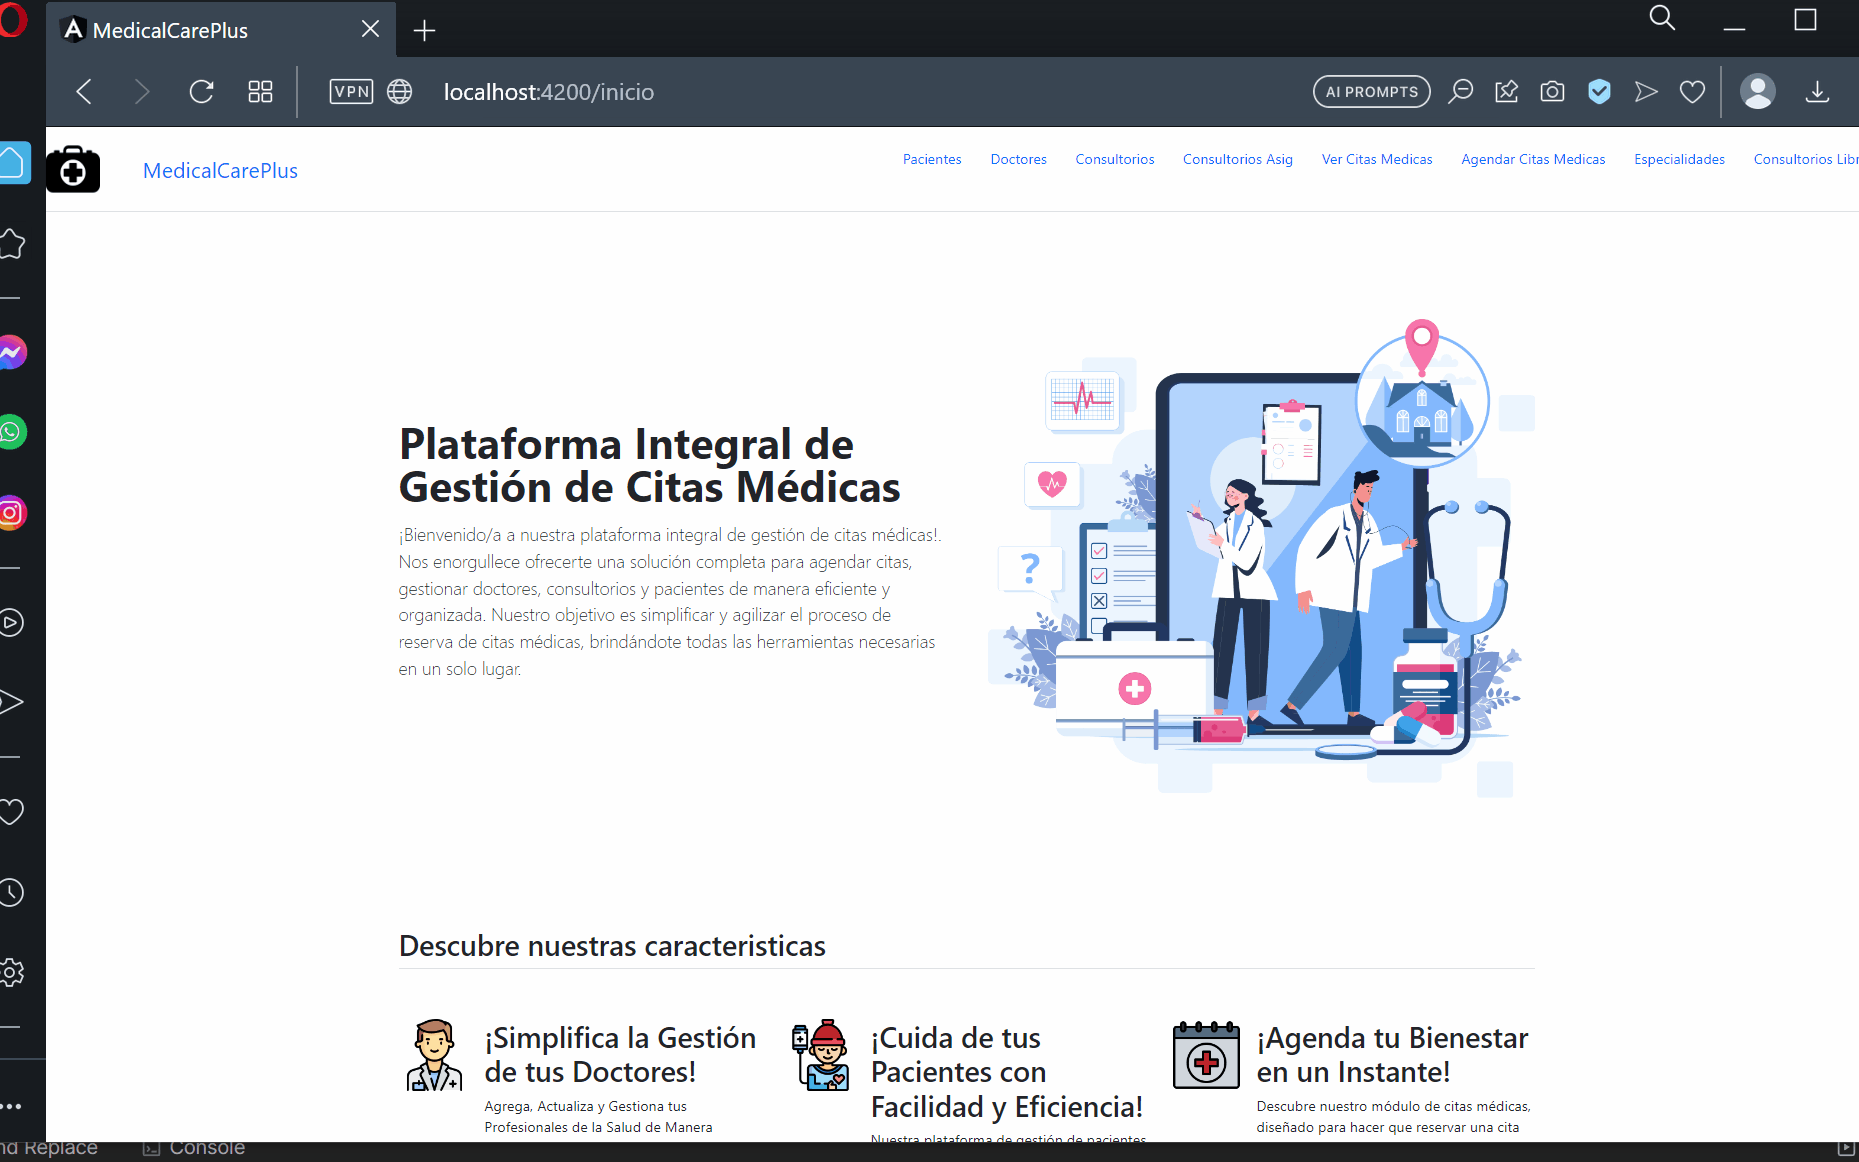 MedicalCarePlus
VPN
localhost:4200/inicio
AI PROMPTS
MedicalCarePlus
Pacientes
Doctores
Consultorios
Consultorios Asig
Ver Citas Medicas
Agendar Citas Medicas
Especialidades
Consultorios Libr
Plataforma Integral de
Gestión de Citas Médicas
¡Bienvenido/a a nuestra plataforma integral de gestión de citas médicas!.
Nos enorgullece ofrecerte una solución completa para agendar citas,
gestionar doctores, consultorios y pacientes de manera eficiente y
organizada. Nuestro objetivo es simplificar y agilizar el proceso de
reserva de citas médicas, brindándote todas las herramientas necesarias
en un solo lugar.
?
Descubre nuestras caracteristicas
¡Simplifica la Gestión
de tus Doctores!
Agrega, Actualiza y Gestiona tus
Profesionales de la Salud de Manera
¡Cuida de tus
Pacientes con
Facilidad y Eficiencia!
Nuestra plataforma de gestión de pacientes
¡Agenda tu Bienestar
en un Instante!
Descubre nuestro módulo de citas médicas,
diseñado para hacer que reservar una cita
nd Replace
Console